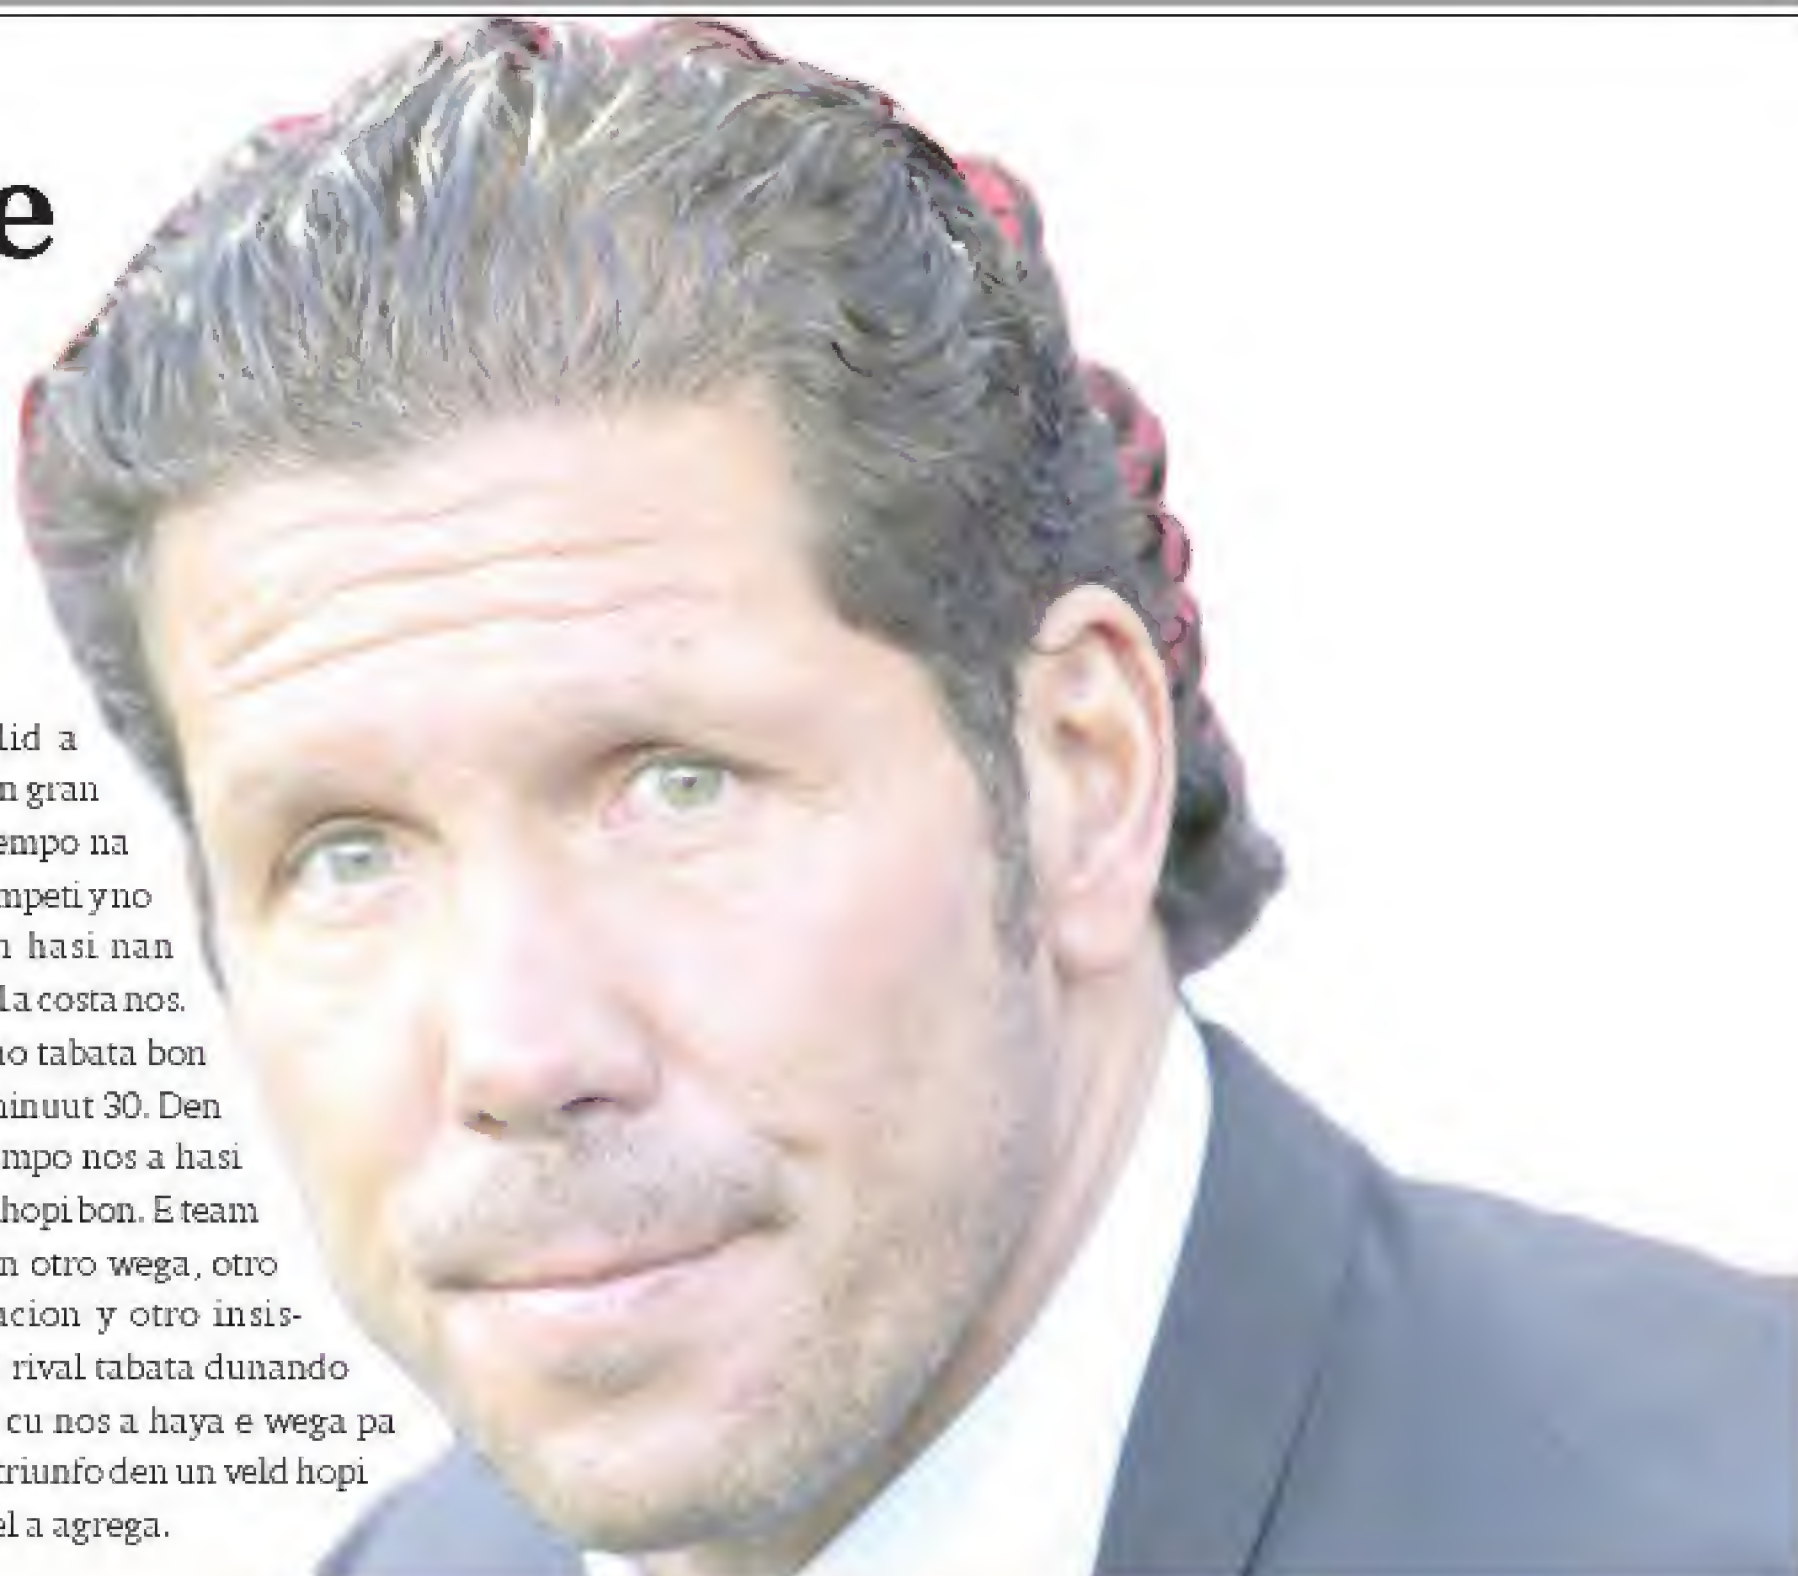 e
lid a
n gran
empo na
mpeti y no
n hasi nan
la costa nos.
no tabata bon
minuut 30. Den
mpo nos a hasi
hopi bon. E team
n otro wega, otro
acion y otro insis-
rival tabata dunando
cu nos a haya e wega pa
triunfo den un veld hopi
el a agrega.